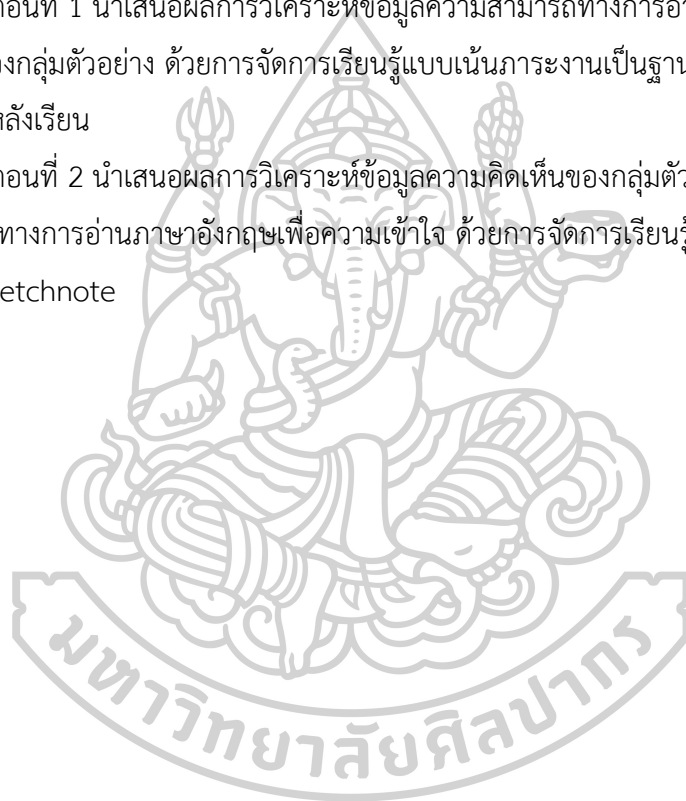 ตอนที่ 1 นำเสนอผลการวิเคราะห์ข้อมูลความสามารถทางการอ่
องกลุ่มตัวอย่าง ด้วยการจัดการเรียนรู้แบบเน้นภาระงานเป็นฐาน
หลังเรียน
ตอนที่ 2 นำเสนอผลการวิเคราะห์ข้อมูลความคิดเห็นของกลุ่มตัว
ทางการอ่านภาษาอังกฤษเพื่อความเข้าใจ ด้วยการจัดการเรียนรู้
etchnote
มหาวิทยาลัยศิลปากร